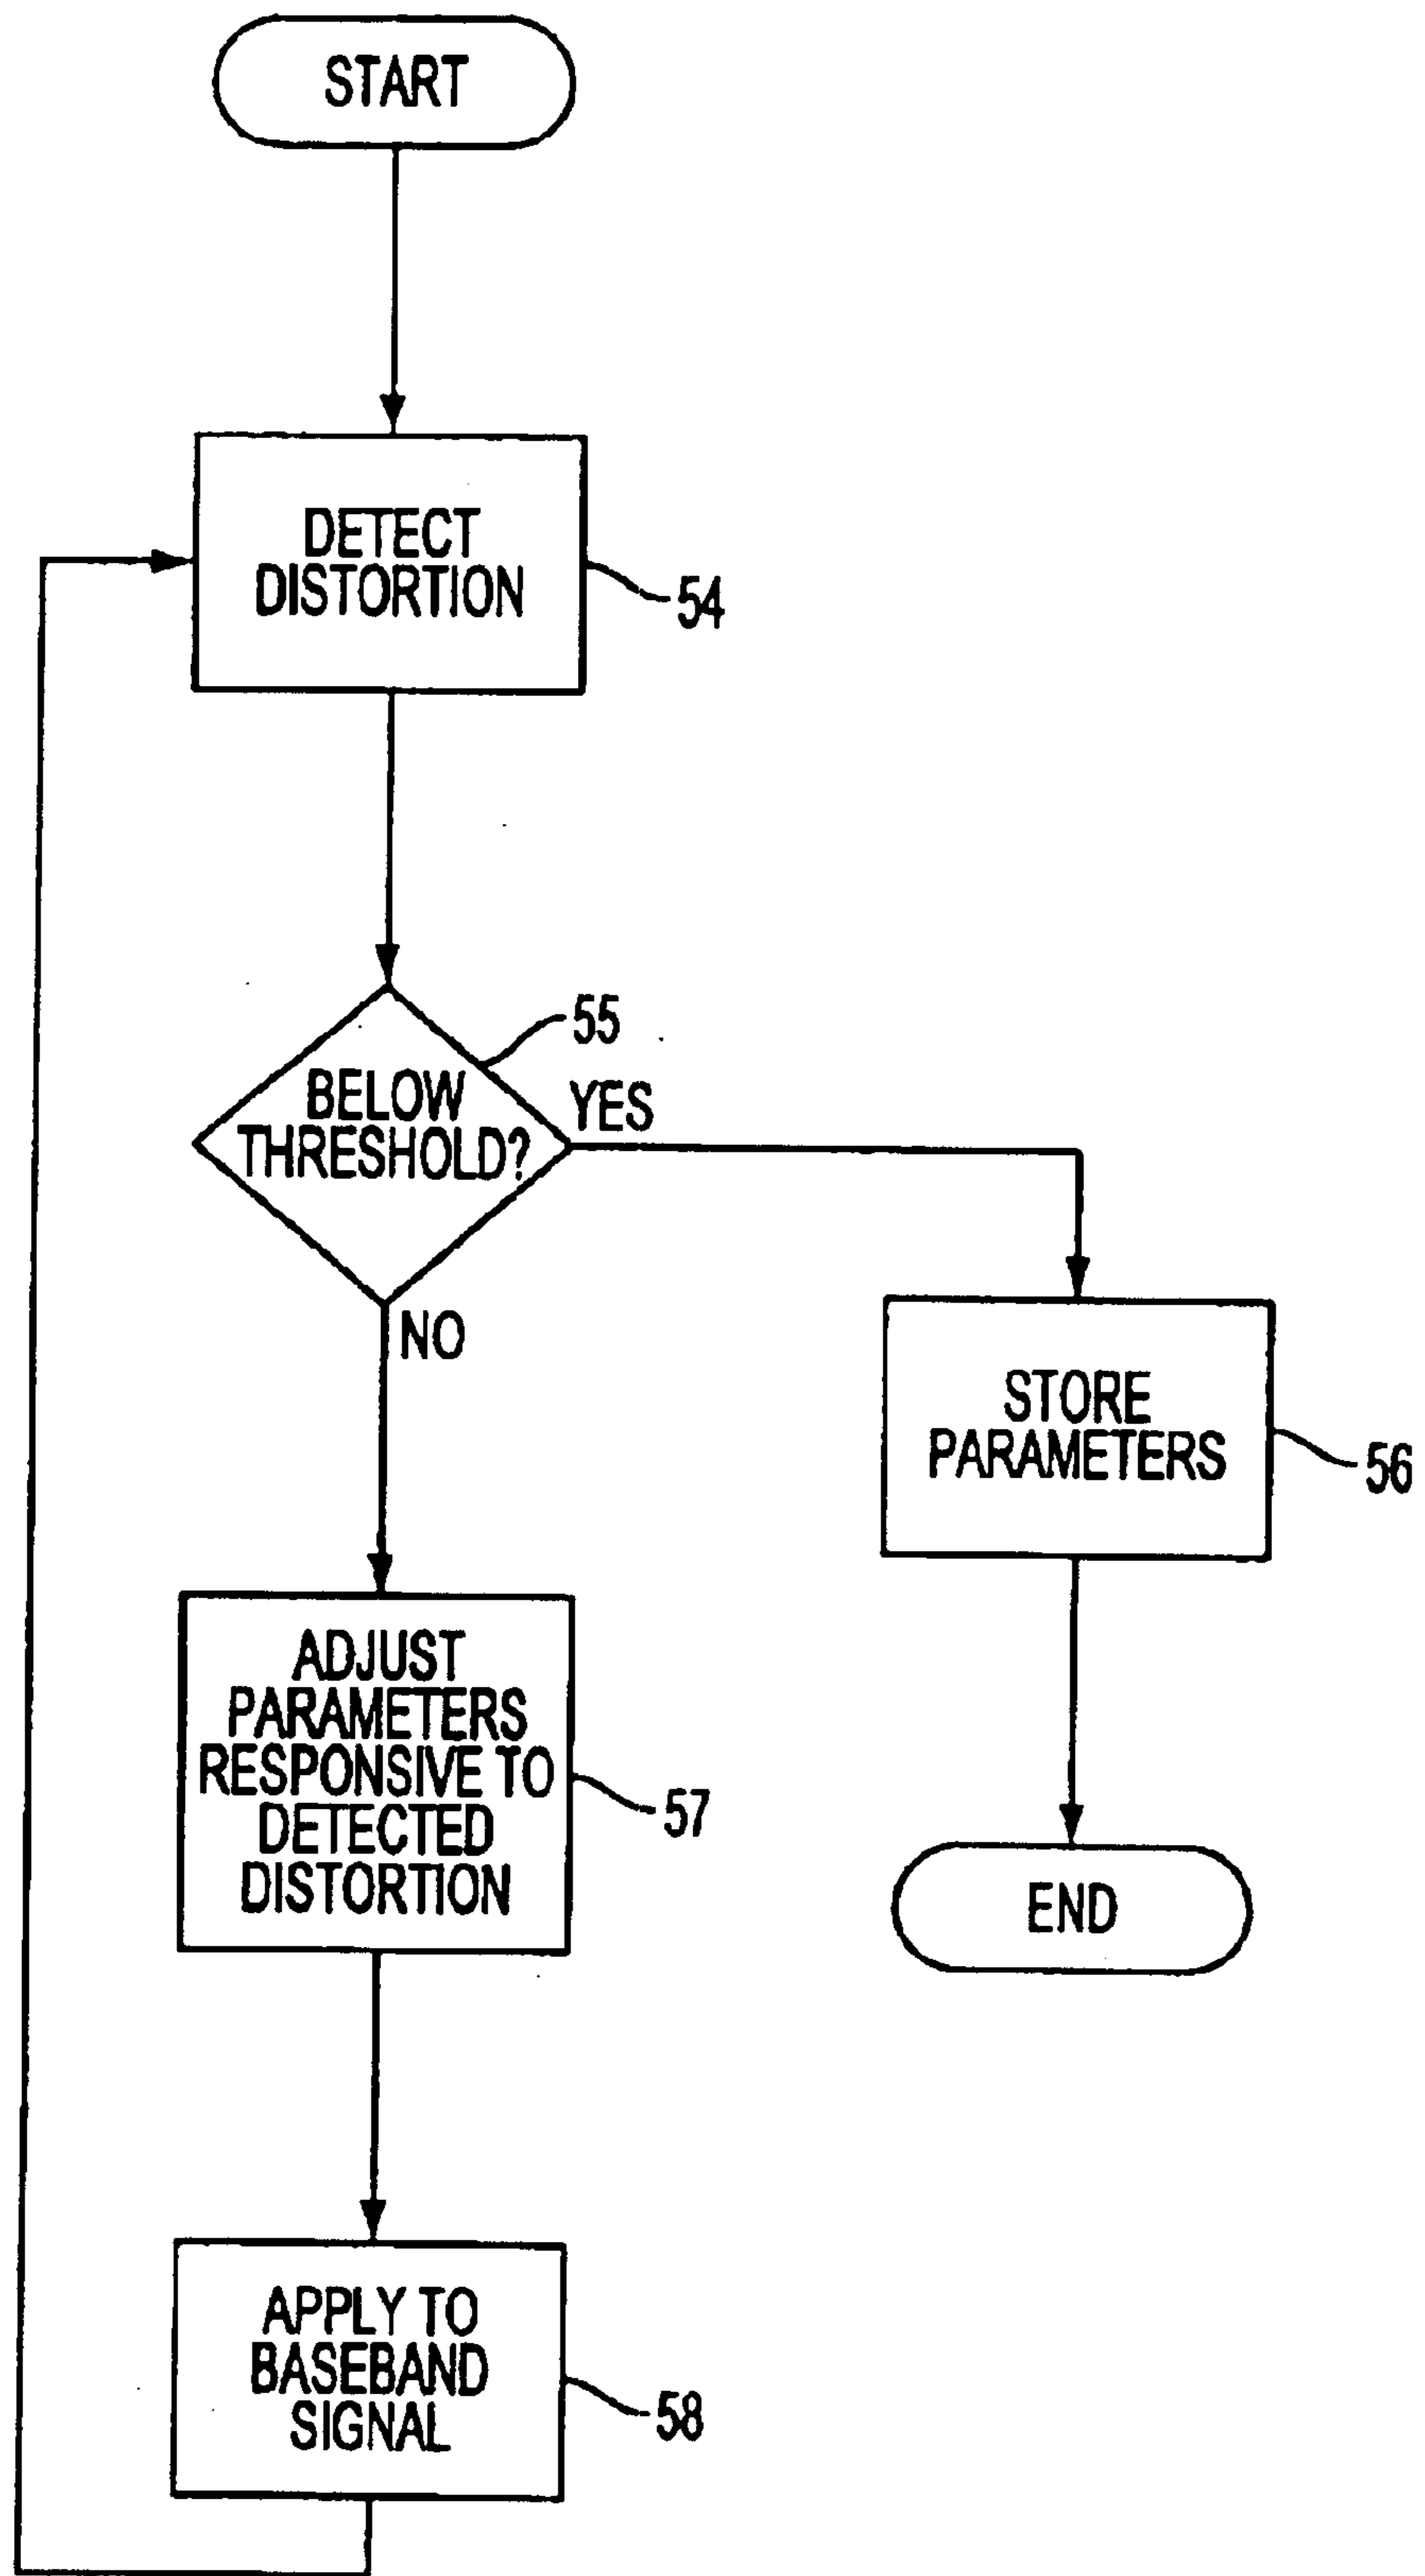 START
DETECT
DISTORTION
54
55
BELOW
THRESHOLD?
YES
NO
STORE
PARAMETERS
56
ADJUST
PARAMETERS
RESPONSIVE TO
DETECTED
DISTORTION
57
END
APPLY TO
BASEBAND
SIGNAL
58